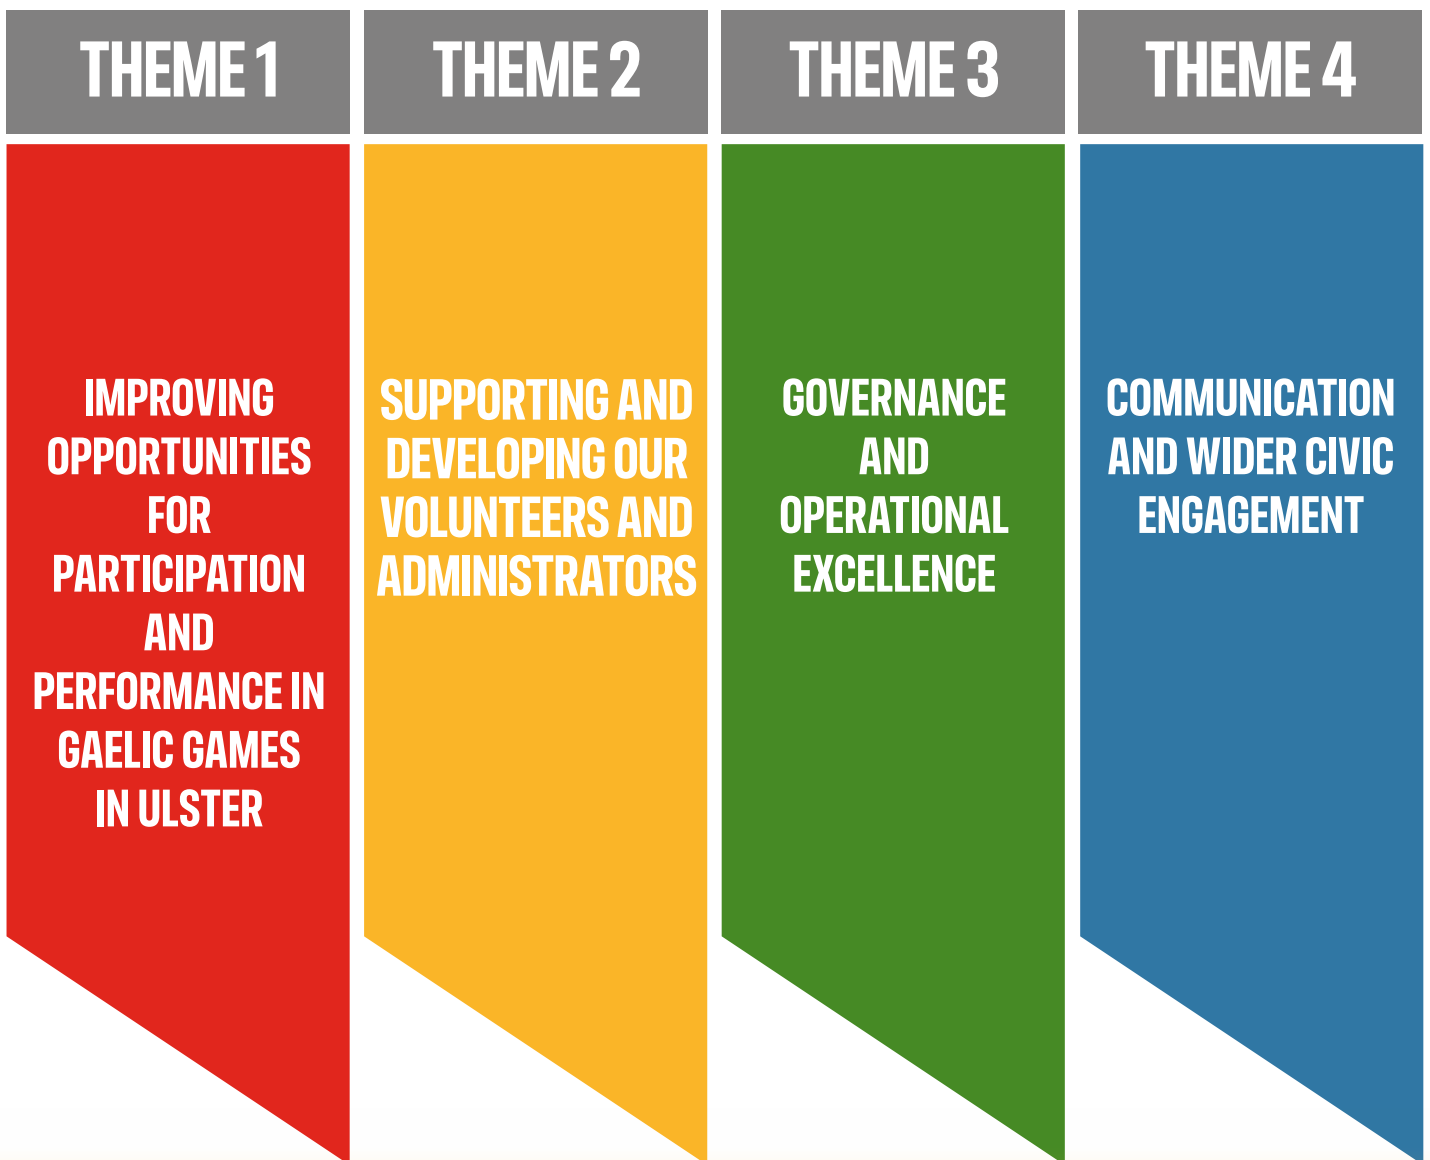 THEME 1
IMPROVING
OPPORTUNITIES
FOR
PARTICIPATION
AND
PERFORMANCE IN
GAELIC GAMES
IN ULSTER
THEME 2
SUPPORTING AND
DEVELOPING OUR
VOLUNTEERS AND
ADMINISTRATORS
THEME 3
GOVERNANCE
AND
OPERATIONAL
EXCELLENCE
THEME 4
COMMUNICATION
AND WIDER CIVIC
ENGAGEMENT